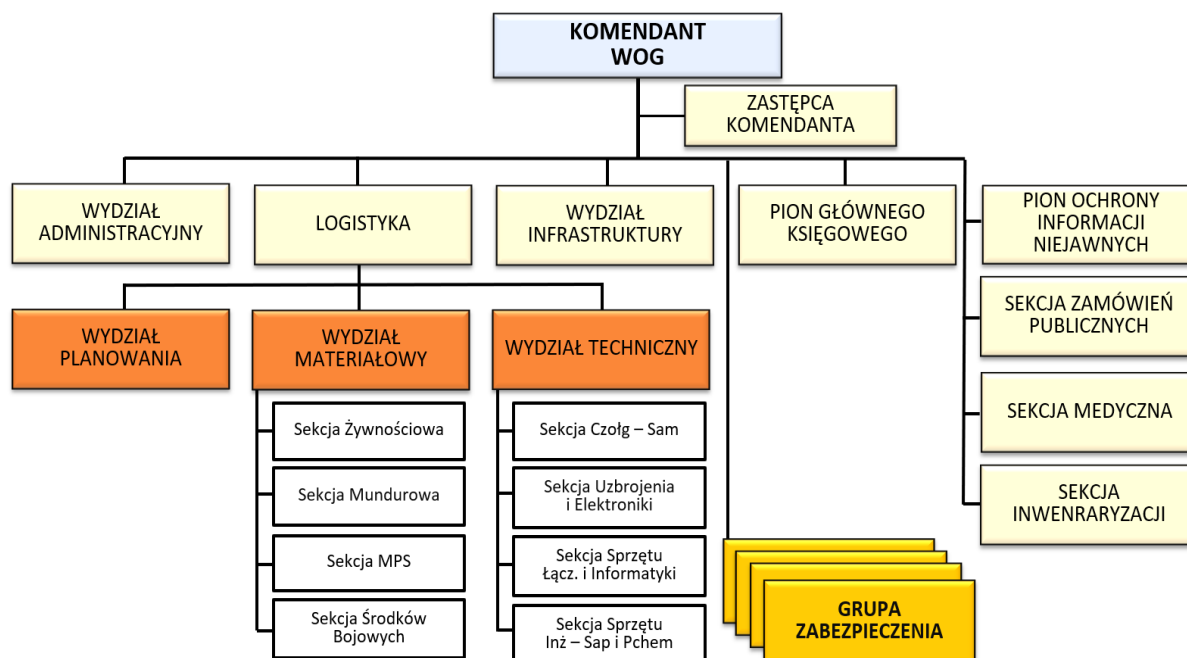 KOMENDANT
WOG
ZASTĘPCA
KOMENDANTA
WYDZIAŁ
ADMINISTRACYJNY
LOGISTYKA
WYDZIAŁ
INFRASTRUKTURY
PION GŁÓWNEGO
KSIĘGOWEGO
PION OCHRONY
INFORMACJI
NIEJAWNYCH
WYDZIAŁ
PLANOWANIA
WYDZIAŁ
MATERIAŁOWY
WYDZIAŁ TECHNICZNY
SEKCJA ZAMÓWIEŃ
PUBLICZNYCH
SEKCJA MEDYCZNA
SEKCJA
INWENRARYZACJI
Sekcja Żywnościowa
Sekcja Mundurowa
Sekcja MPS
Sekcja Środków
Bojowych
Sekcja Czołg – Sam
Sekcja Uzbrojenia
i Elektroniki
Sekcja Sprzętu
Łącz. i Informatyki
Sekcja Sprzętu
Inż – Sap i Pchem
GRUPA
ZABEZPIECZENIA